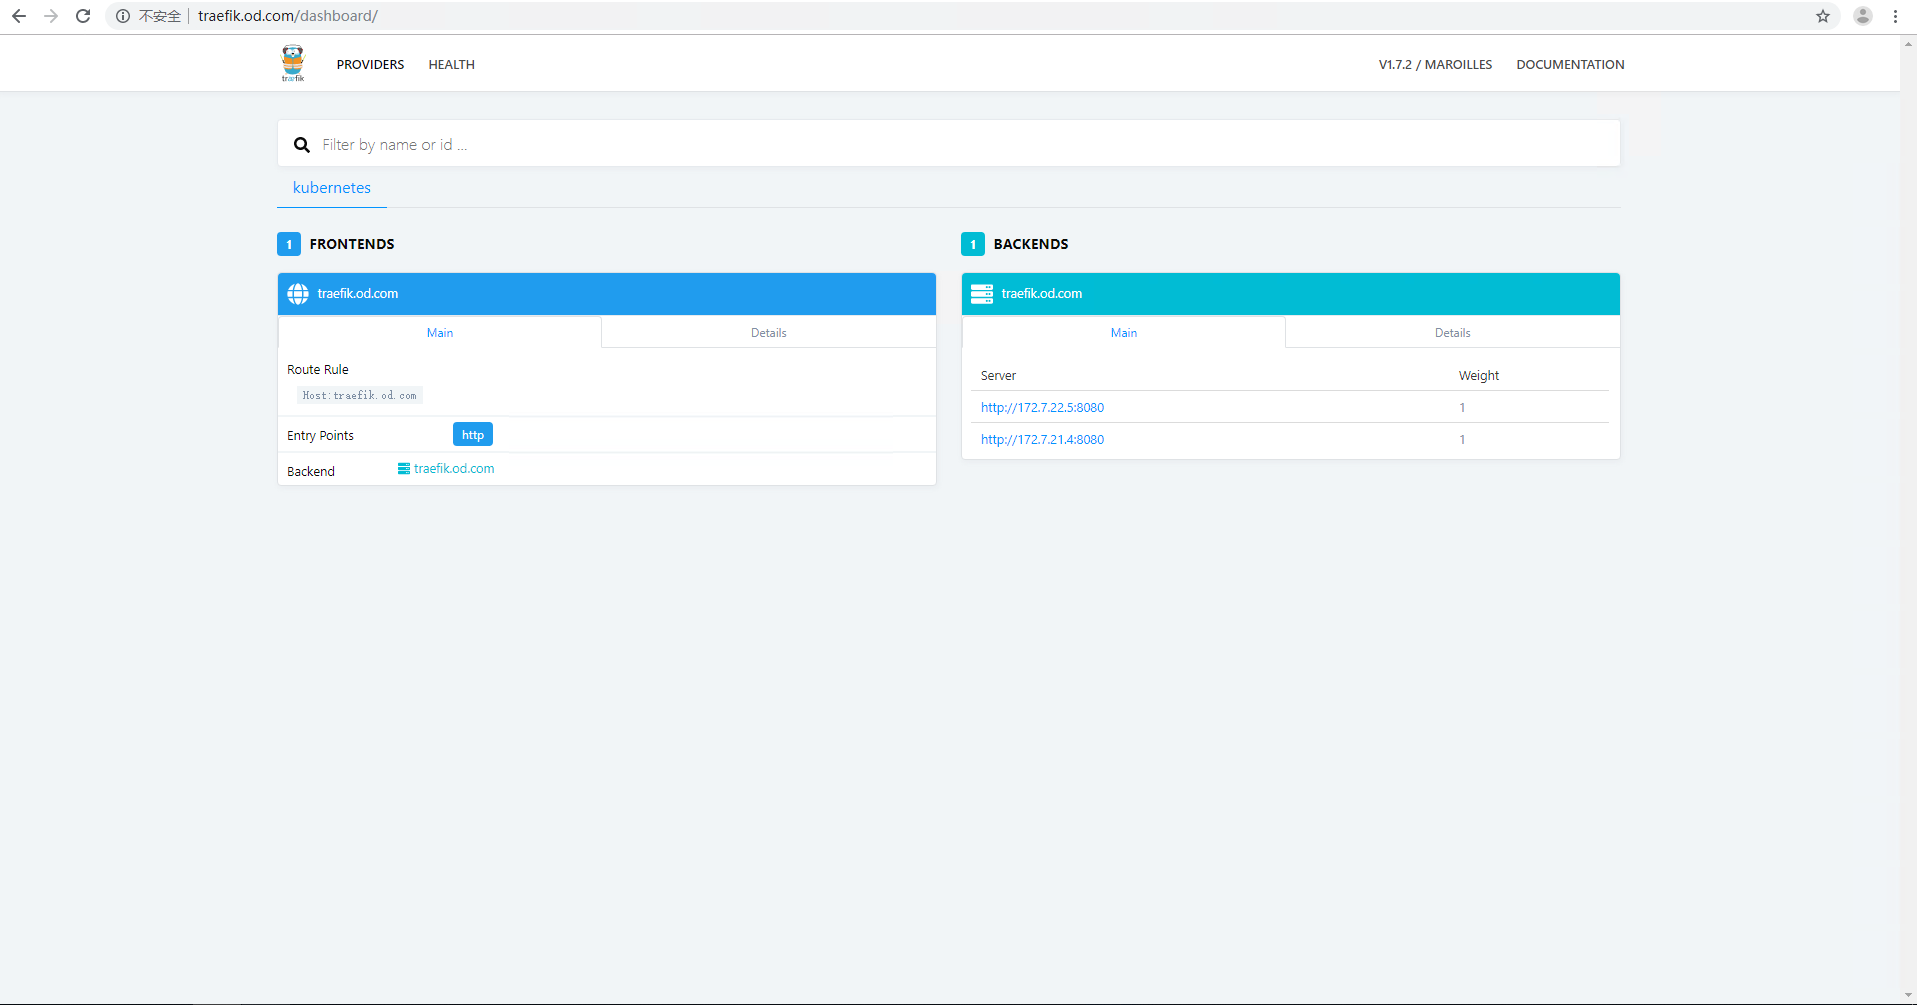 不安全 traefik.od.com/dashboard/
træfik PROVIDERS HEALTH V1.7.2 / MAROILLES DOCUMENTATION
Filter by name or id ...
kubernetes
1 FRONTENDS
traefik.od.com
Main Details
Route Rule
Host:traefik.od.com
Entry Points http
Backend traefik.od.com
1 BACKENDS
traefik.od.com
Main Details
Server Weight
http://172.7.22.5:8080 1
http://172.7.21.4:8080 1